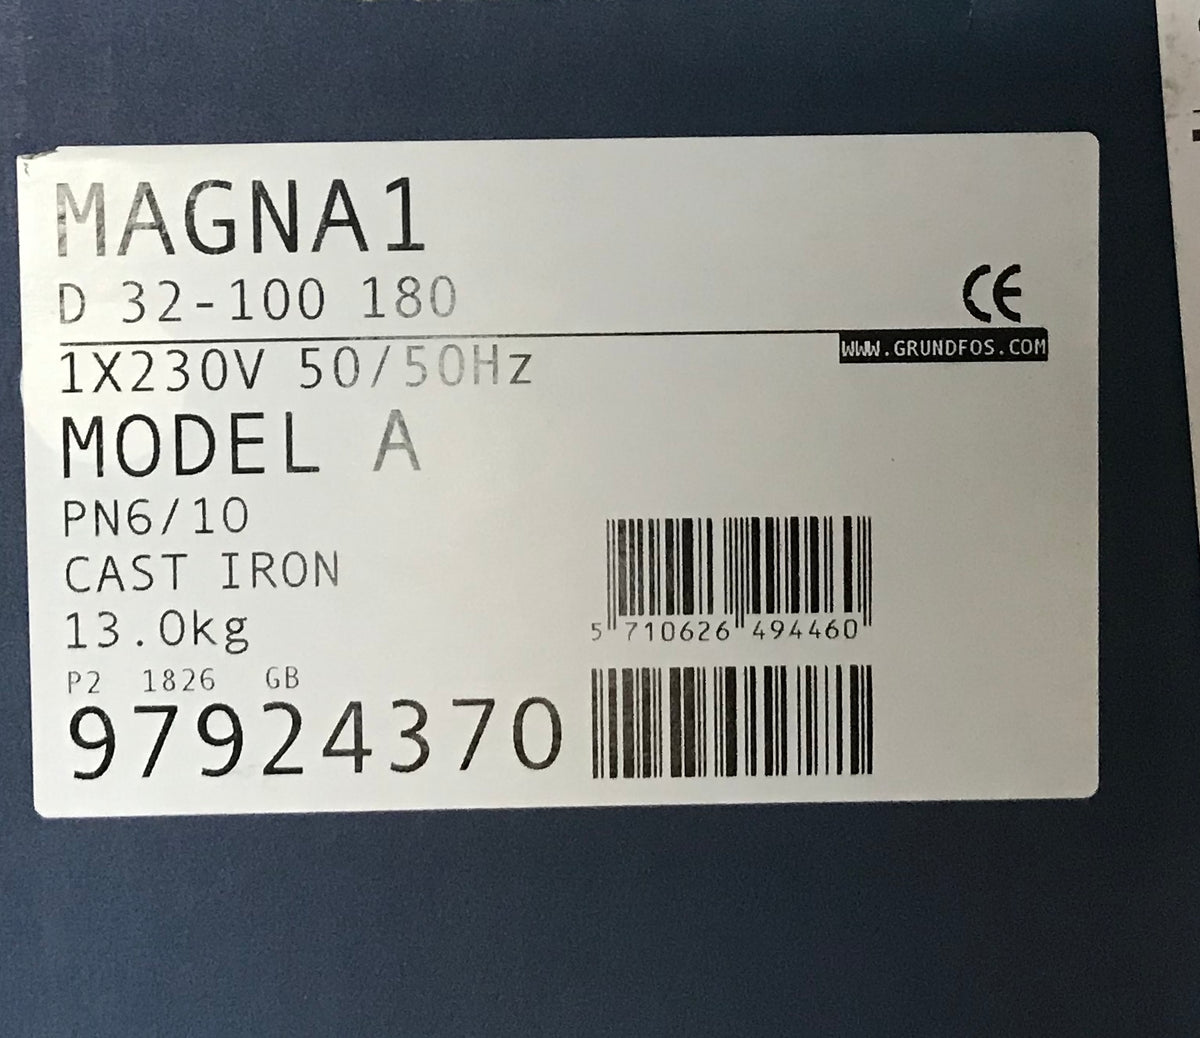 MAGNA1
D 32-100 180
CE
WWW.GRUNDFOS.COM
1X230V 50/50Hz
MODEL A
PN6/10
CAST IRON
13.0kg
5 710626 494460
P2 1826 GB
97924370